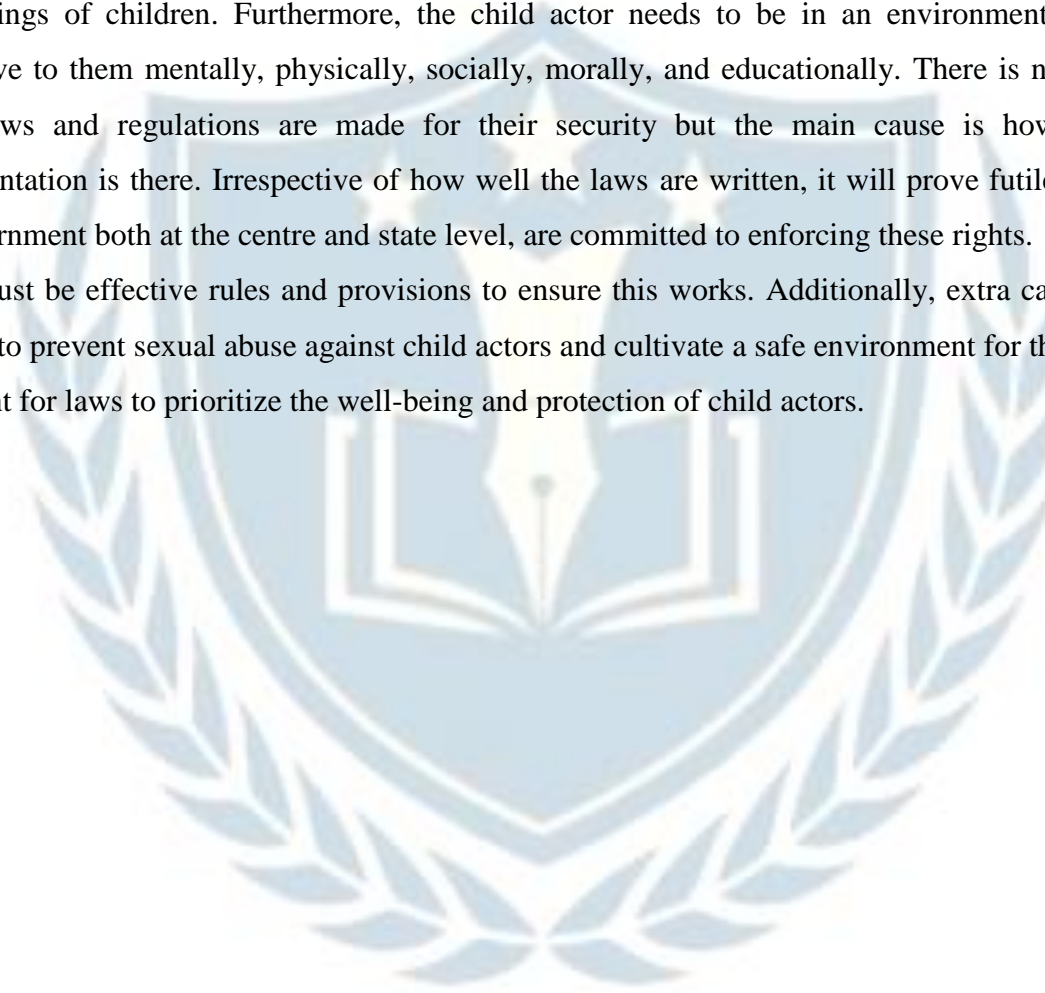 ings of children. Furthermore, the child actor needs to be in an environment
ve to them mentally, physically, socially, morally, and educationally. There is n
ws and regulations are made for their security but the main cause is how
ntation is there. Irrespective of how well the laws are written, it will prove futil
rnment both at the centre and state level, are committed to enforcing these rights.
ust be effective rules and provisions to ensure this works. Additionally, extra ca
to prevent sexual abuse against child actors and cultivate a safe environment for th
t for laws to prioritize the well-being and protection of child actors.